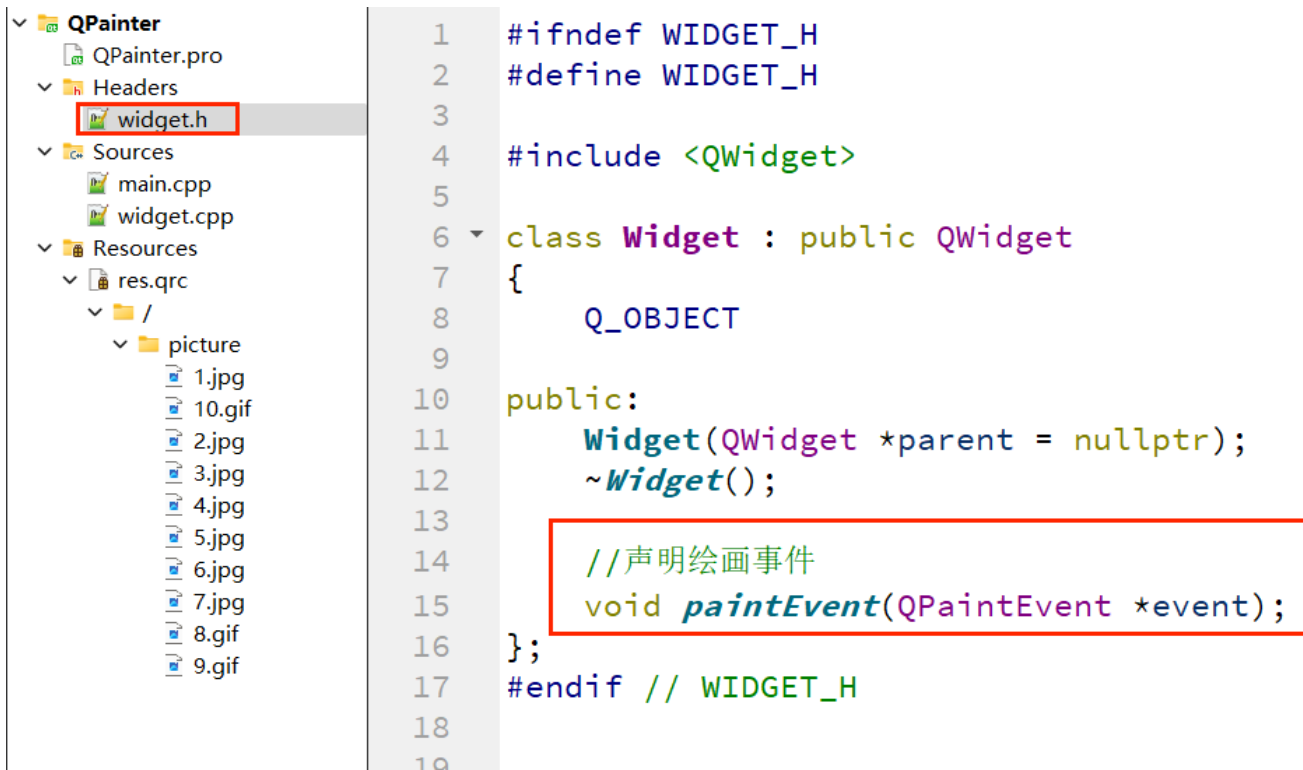 QPainter
QPainter.pro
Headers
widget.h
Sources
main.cpp
widget.cpp
Resources
res.qrc
/
picture
1.jpg
10.gif
2.jpg
3.jpg
4.jpg
5.jpg
6.jpg
7.jpg
8.gif
9.gif
1 #ifndef WIDGET_H
2 #define WIDGET_H
3
4 #include <QWidget>
5
6 class Widget : public QWidget
7 {
8 Q_OBJECT
9
10 public:
11 Widget(QWidget *parent = nullptr);
12 ~Widget();
13
14 //声明绘画事件
15 void paintEvent(QPaintEvent *event);
16 };
17 #endif // WIDGET_H
18
19